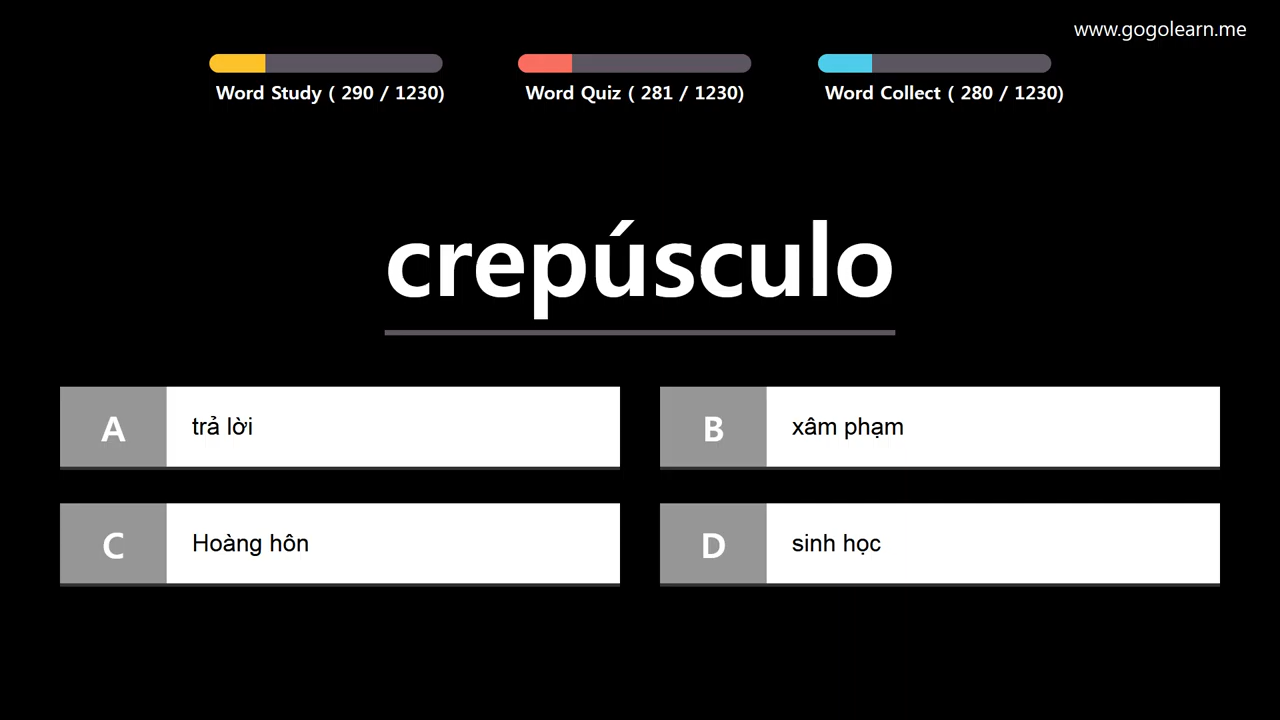 www.gogolearn.me
Word Study ( 290 / 1230)
Word Quiz ( 281 / 1230)
Word Collect ( 280 / 1230)
crepúsculo
A trả lời
B xâm phạm
C Hoàng hôn
D sinh học